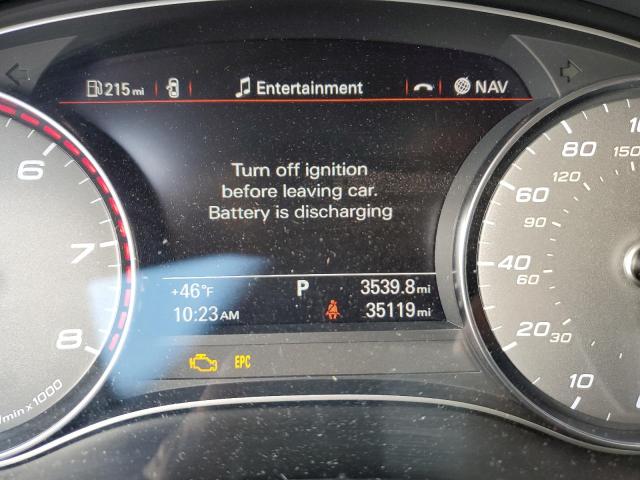 215 mi
Entertainment
NAV
Turn off ignition
before leaving car.
Battery is discharging
+46°F
P
3539.8 mi
10:23 AM
35119 mi
EPC
6
7
8
/min x 1000
80
60
40
20
10
150
120
90
60
30